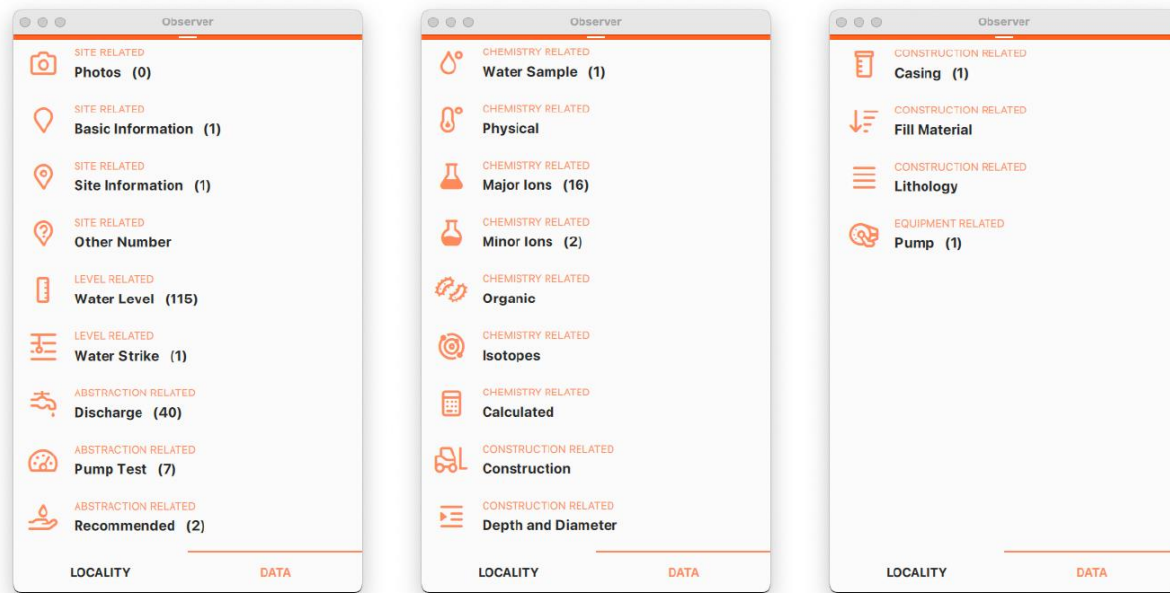 Observer
SITE RELATED
Photos (0)
SITE RELATED
Basic Information (1)
SITE RELATED
Site Information (1)
SITE RELATED
Other Number
LEVEL RELATED
Water Level (115)
LEVEL RELATED
Water Strike (1)
ABSTRACTION RELATED
Discharge (40)
ABSTRACTION RELATED
Pump Test (7)
ABSTRACTION RELATED
Recommended (2)
LOCALITY DATA
Observer
CHEMISTRY RELATED
Water Sample (1)
CHEMISTRY RELATED
Physical
CHEMISTRY RELATED
Major Ions (16)
CHEMISTRY RELATED
Minor Ions (2)
CHEMISTRY RELATED
Organic
CHEMISTRY RELATED
Isotopes
CHEMISTRY RELATED
Calculated
CONSTRUCTION RELATED
Construction
CONSTRUCTION RELATED
Depth and Diameter
LOCALITY DATA
Observer
CONSTRUCTION RELATED
Casing (1)
CONSTRUCTION RELATED
Fill Material
CONSTRUCTION RELATED
Lithology
EQUIPMENT RELATED
Pump (1)
LOCALITY DATA